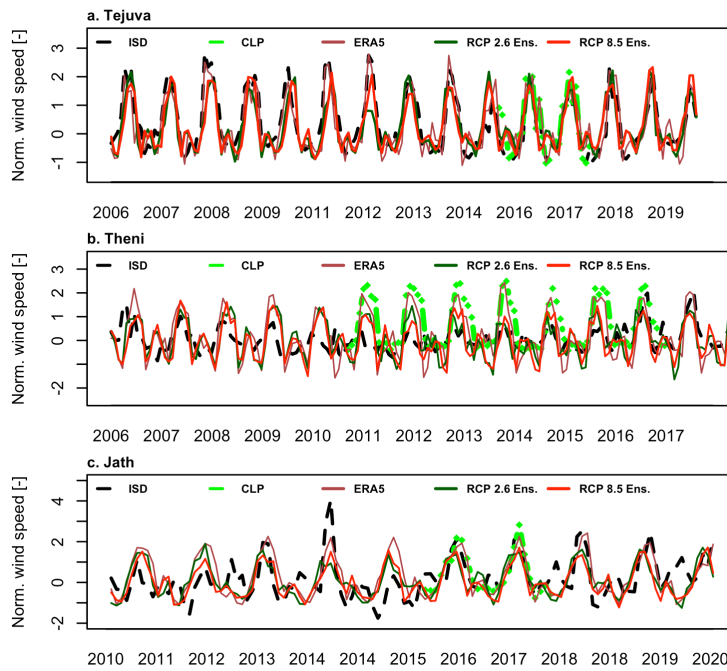 a. Tejuva
Norm. wind speed [-]
ISD CLP ERA5 RCP 2.6 Ens. RCP 8.5 Ens.
3
2
1
0
-1
2006 2007 2008 2009 2011 2012 2013 2014 2016 2017 2018 2019
b. Theni
Norm. wind speed [-]
ISD CLP ERA5 RCP 2.6 Ens. RCP 8.5 Ens.
3
2
1
0
-2
2006 2007 2008 2009 2010 2011 2012 2013 2014 2015 2016 2017
c. Jath
Norm. wind speed [-]
ISD CLP ERA5 RCP 2.6 Ens. RCP 8.5 Ens.
4
2
0
-2
2010 2011 2012 2013 2014 2015 2016 2017 2018 2018 2019 2019 2020